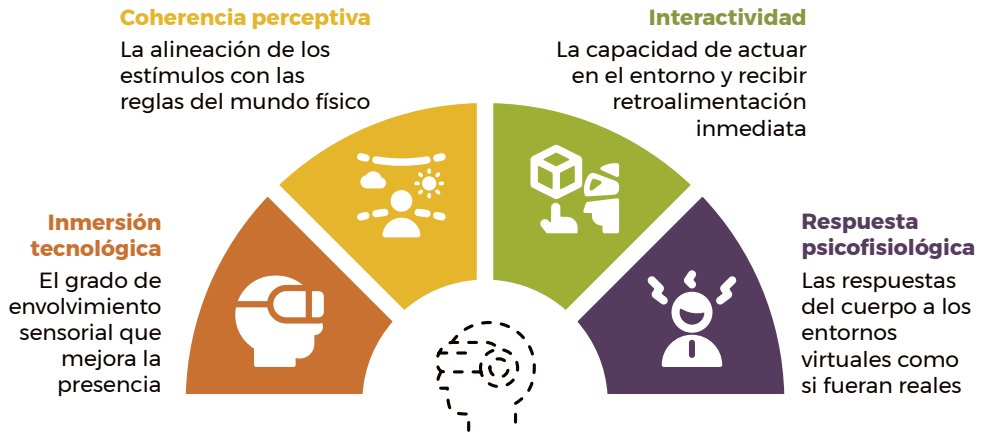 Coherencia perceptiva
La alineación de los
estímulos con las
reglas del mundo físico
Interactividad
La capacidad de actuar
en el entorno y recibir
retroalimentación
inmediata
Inmersión
tecnológica
El grado de
envolvimiento
sensorial que
mejora la
presencia
Respuesta
psicofisiológica
Las respuestas
del cuerpo a los
entornos
virtuales como
si fueran reales